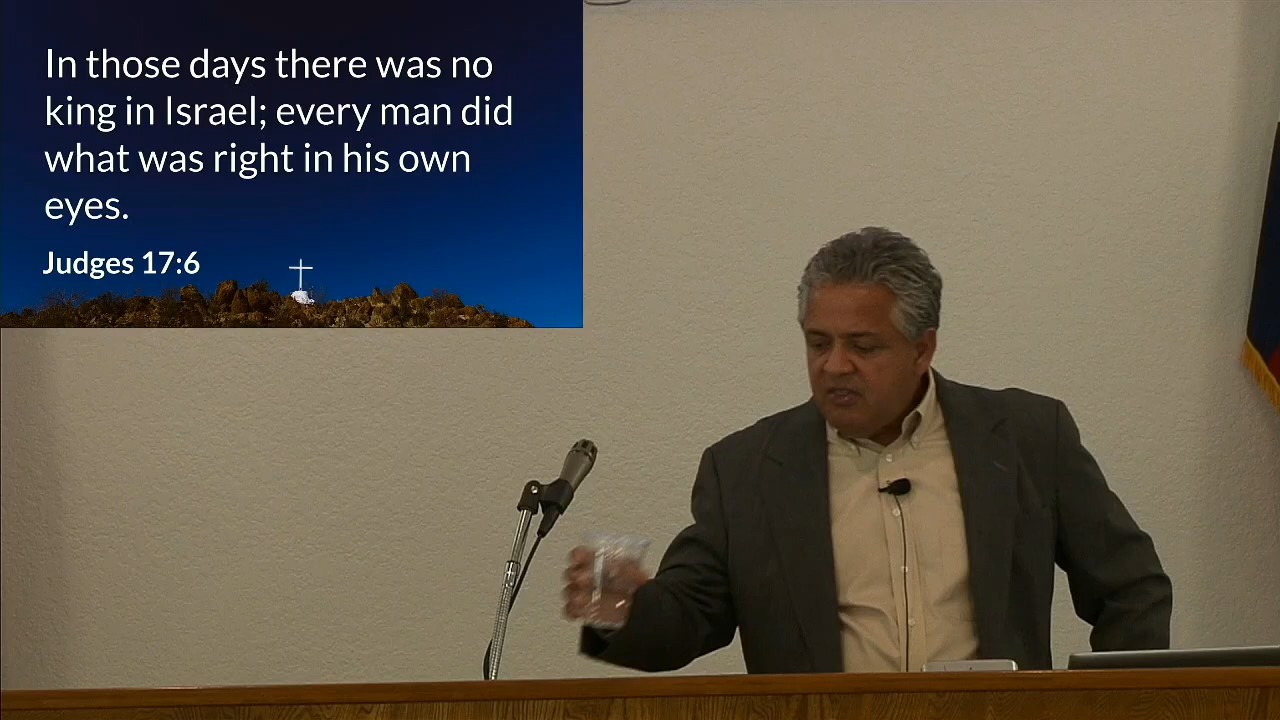 In those days there was no
king in Israel; every man did
what was right in his own
eyes.
Judges 17:6